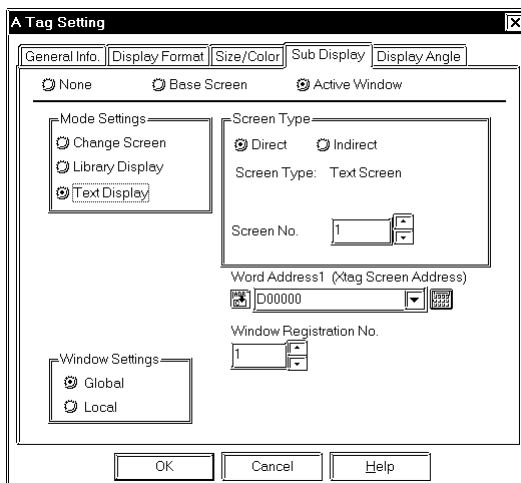 A Tag Setting
General Info. Display Format Size/Color Sub Display Display Angle
None Base Screen Active Window
Mode Settings
Change Screen
Library Display
Text Display
Screen Type
Direct Indirect
Screen Type: Text Screen
Screen No. 1
Word Address1 (Xtag Screen Address)
D00000
Window Registration No.
1
Window Settings
Global
Local
OK Cancel Help